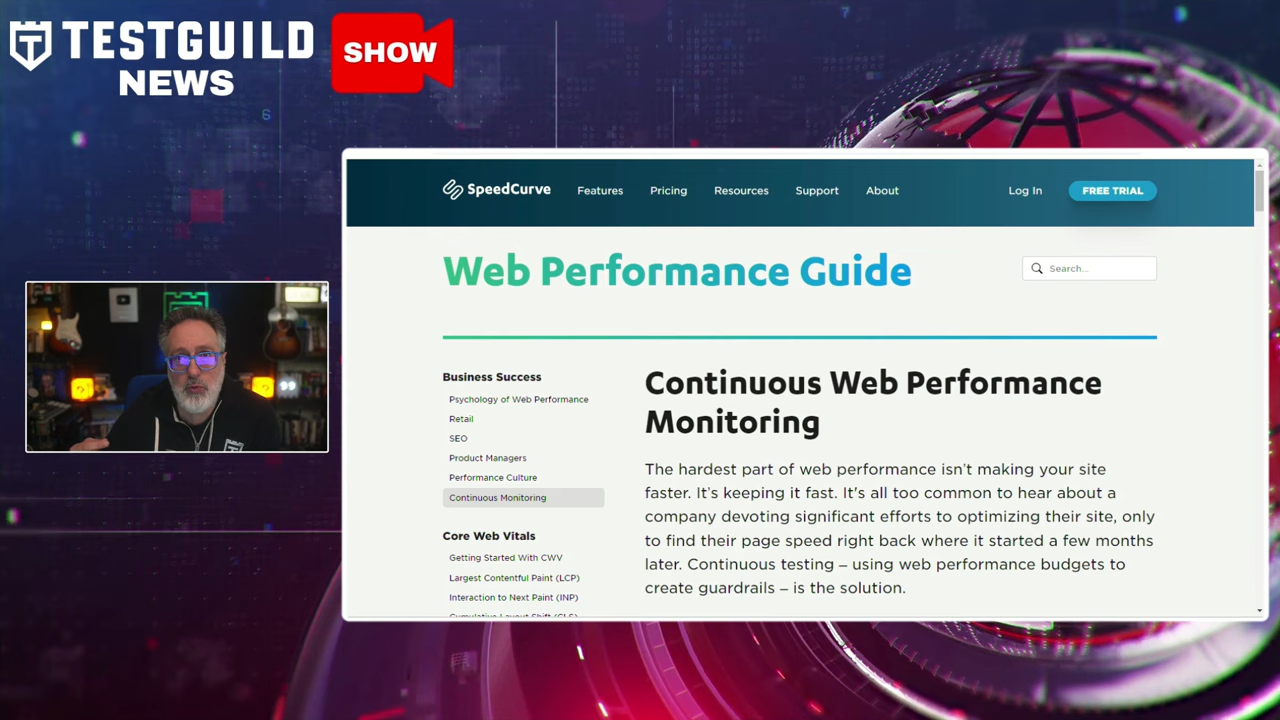 TESTGUILD
NEWS
SHOW
SpeedCurve
Features
Pricing
Resources
Support
About
Log In
FREE TRIAL
Web Performance Guide
Search...
Business Success
Psychology of Web Performance
Retail
SEO
Product Managers
Performance Culture
Continuous Monitoring
Core Web Vitals
Getting Started With CWV
Largest Contentful Paint (LCP)
Interaction to Next Paint (INP)
Cumulative Layout Shift (CLS)
Continuous Web Performance
Monitoring
The hardest part of web performance isn't making your site
faster. It's keeping it fast. It's all too common to hear about a
company devoting significant efforts to optimizing their site, only
to find their page speed right back where it started a few months
later. Continuous testing – using web performance budgets to
create guardrails – is the solution.